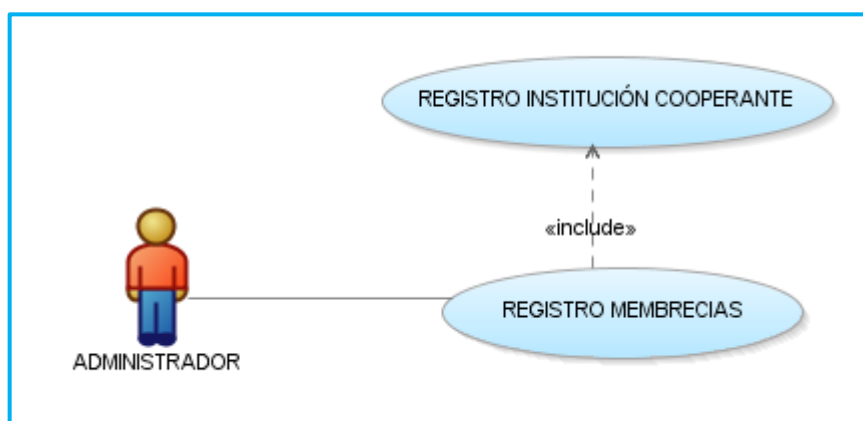 REGISTRO INSTITUCIÓN COOPERANTE
«include»
REGISTRO MEMBRECIAS
ADMINISTRADOR